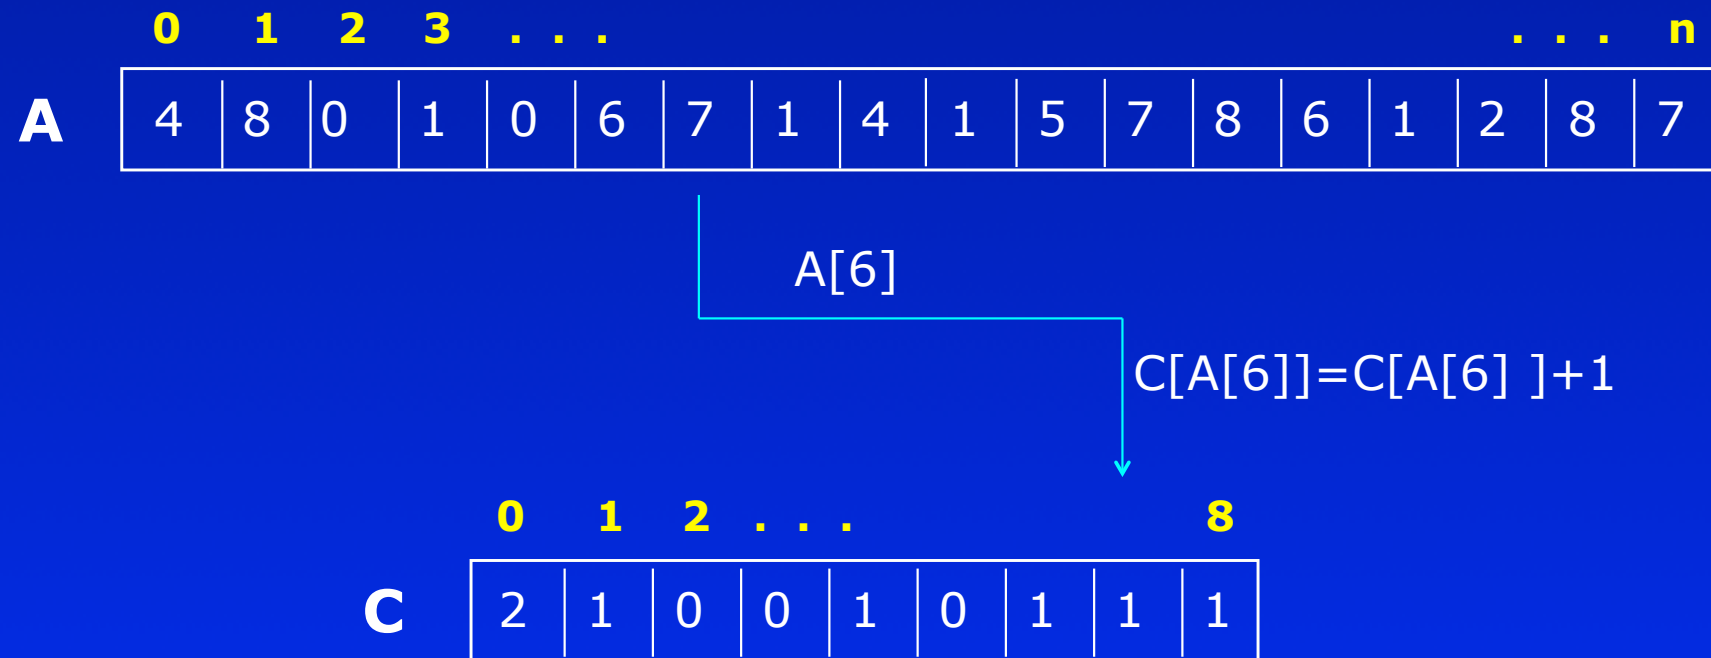 0 1 2 3 . . . . . . n
A 4 8 0 1 0 6 7 1 4 1 5 7 8 6 1 2 8 7
A[6]
C[A[6]]=C[A[6] ]+1
0 1 2 . . . 8
C 2 1 0 0 1 0 1 1 1